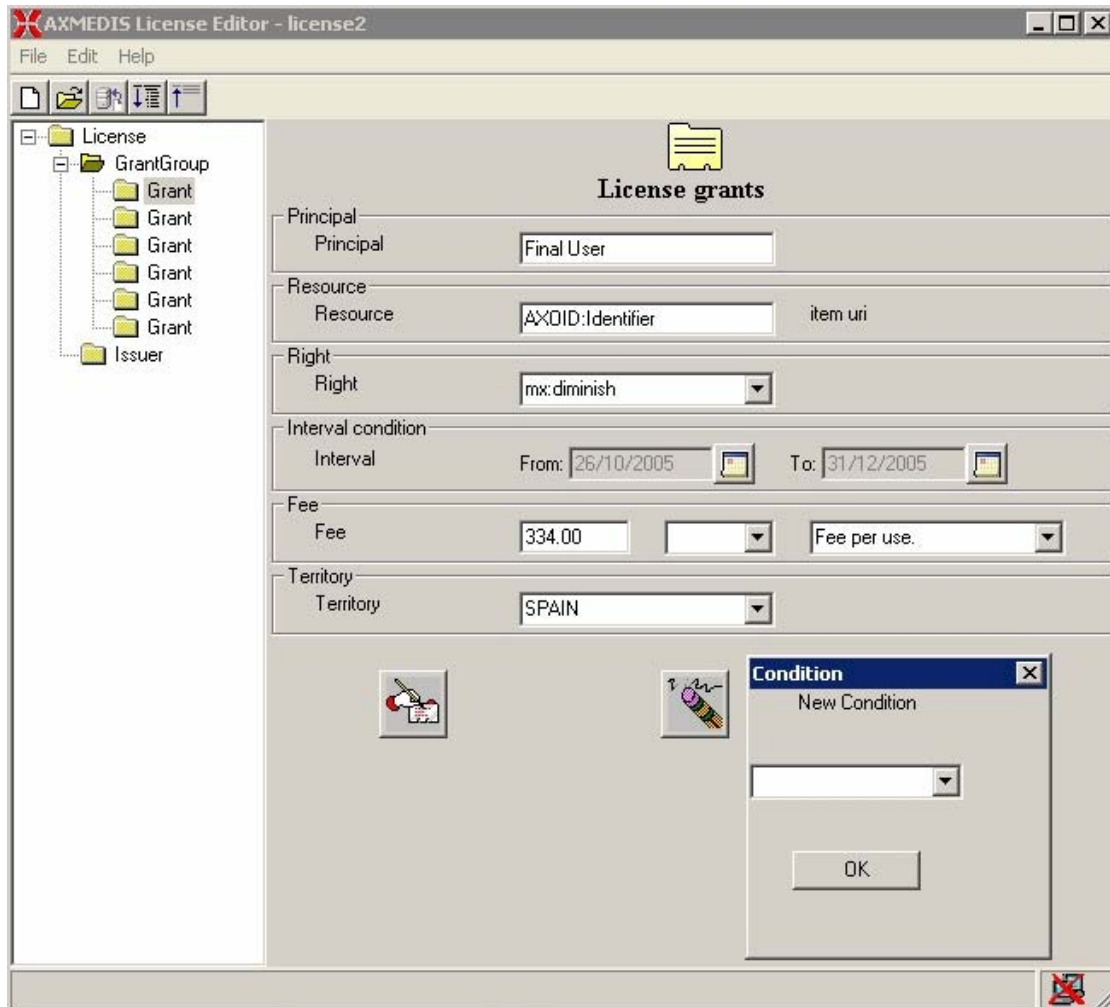 AXMEDIS License Editor - license2
File Edit Help
License
GrantGroup
Grant
Grant
Grant
Grant
Grant
Grant
Issuer
License grants
Principal
Principal Final User
Resource
Resource AXOID:Identifier item uri
Right
Right mx:diminish
Interval condition
Interval From: 26/10/2005 To: 31/12/2005
Fee
Fee 334.00 Fee per use.
Territory
Territory SPAIN
Condition
New Condition
OK